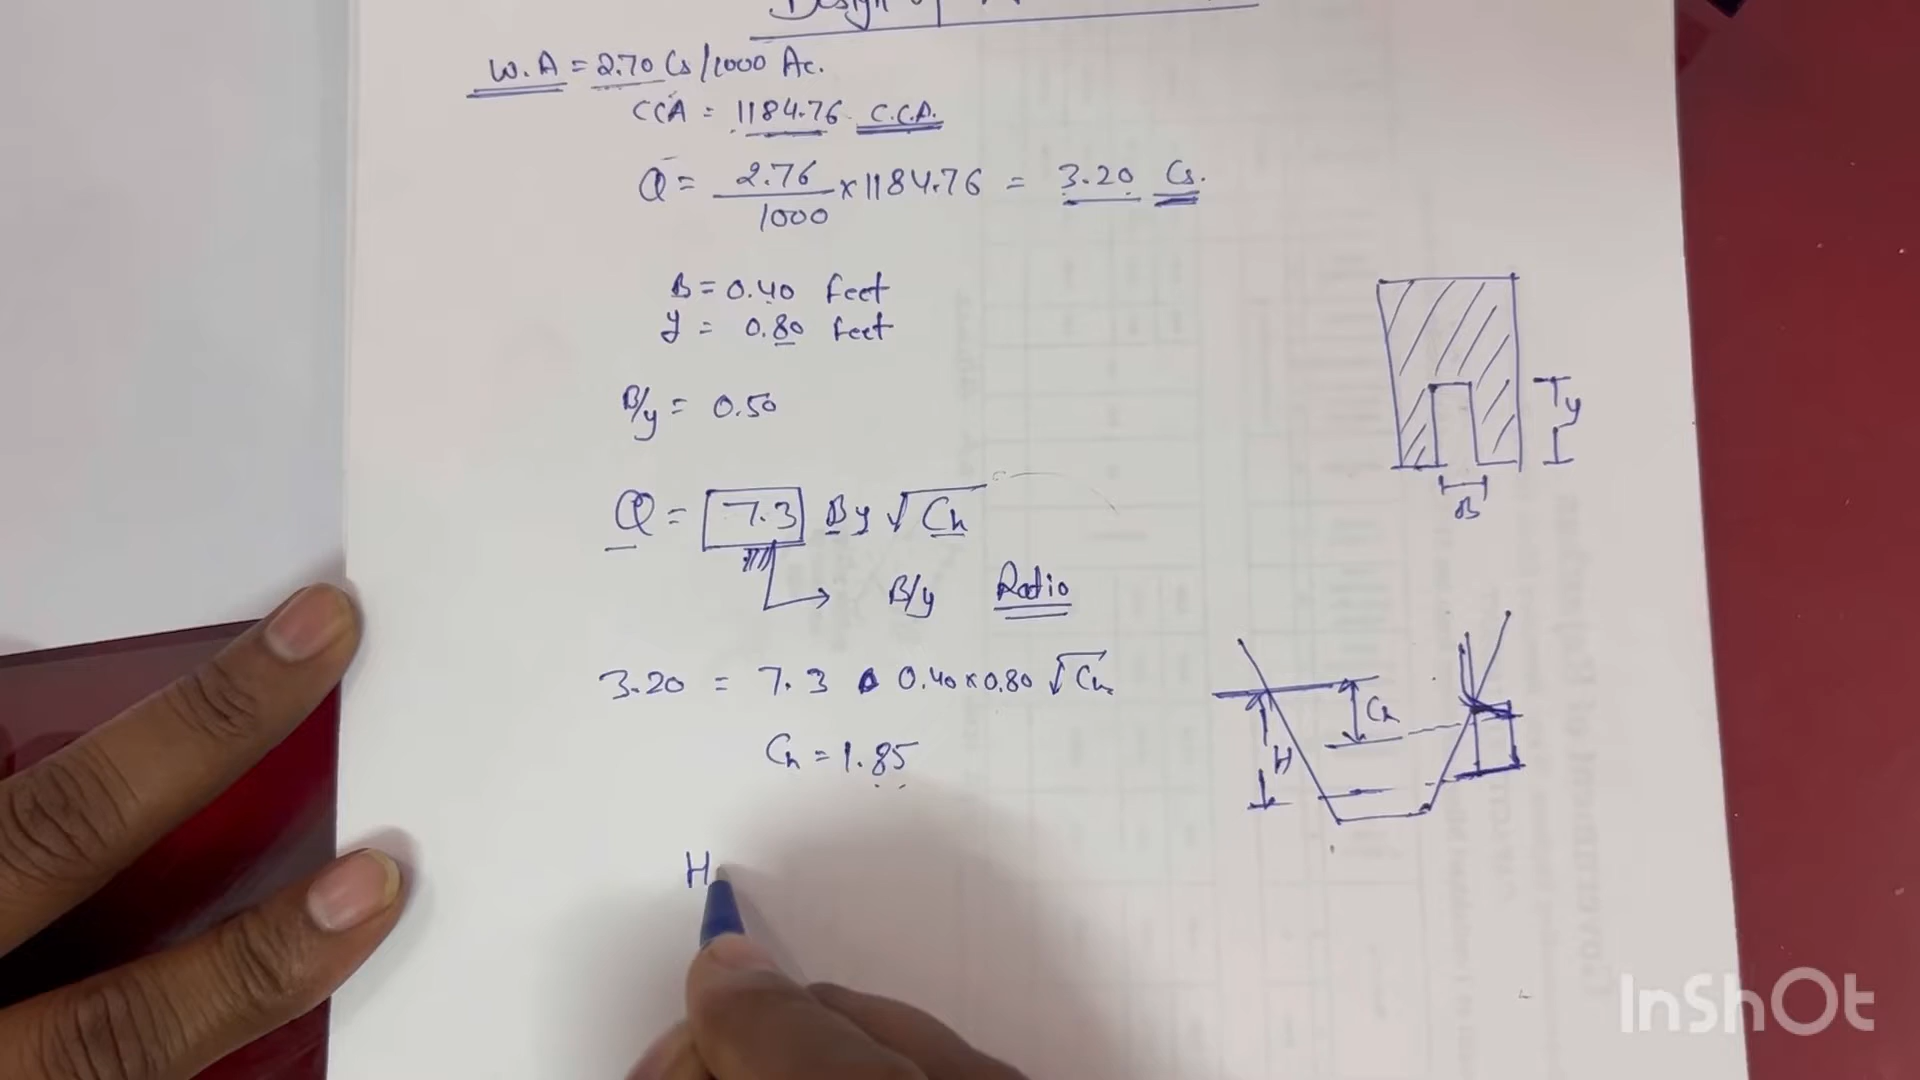 Design of
W.A = 2.70 Cs/1000 Ac.
CCA = 1184.76 C.C.A.
Q = 2.76/1000 x 1184.76 = 3.20 Cs.
B = 0.40 feet
y = 0.80 feet
B/y = 0.50
y
B
Q = 7.3 By √Ch
B/y Ratio
3.20 = 7.3 0.40x0.80 √Ch
Ch
H
Ch = 1.85
H
InShOt